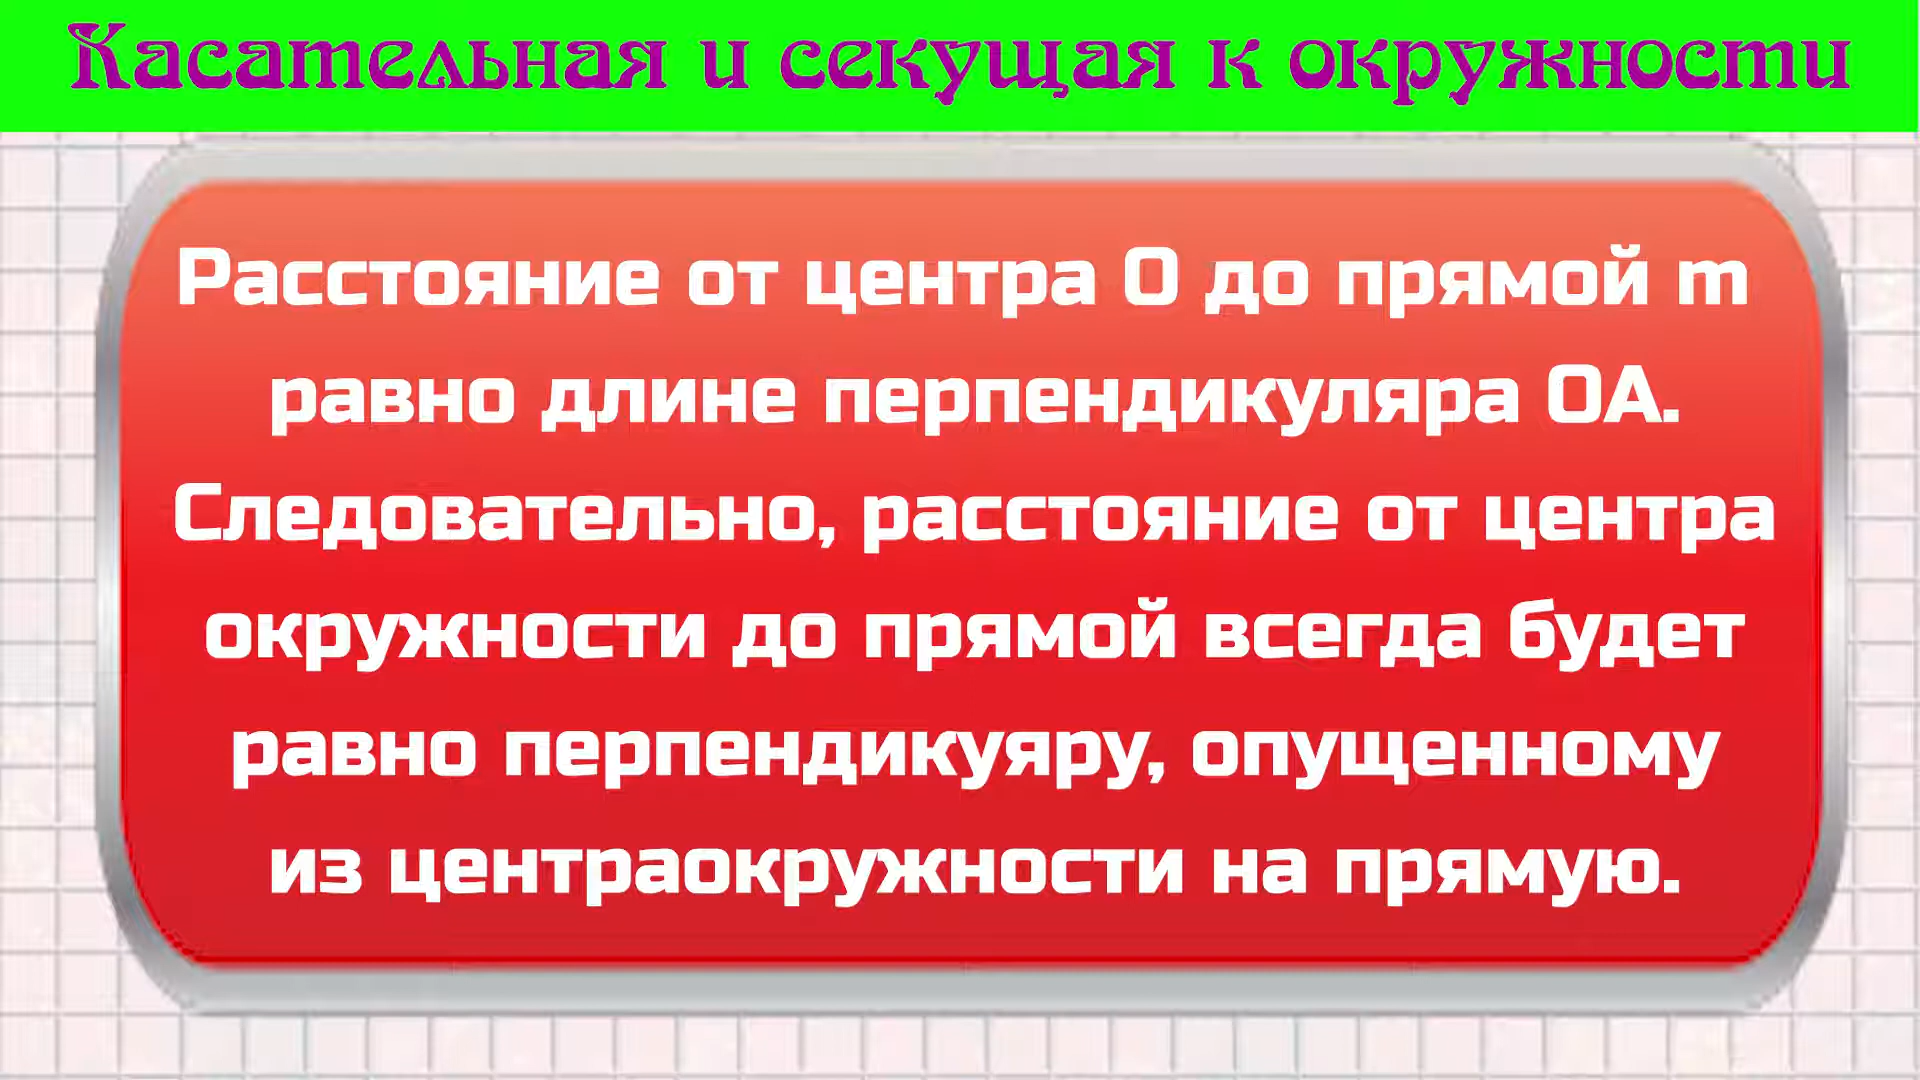 Касательная и секущая к окружности
Расстояние от центра О до прямой m
равно длине перпендикуляра ОА.
Следовательно, расстояние от центра
окружности до прямой всегда будет
равно перпендикуяру, опущенному
из центраокружности на прямую.